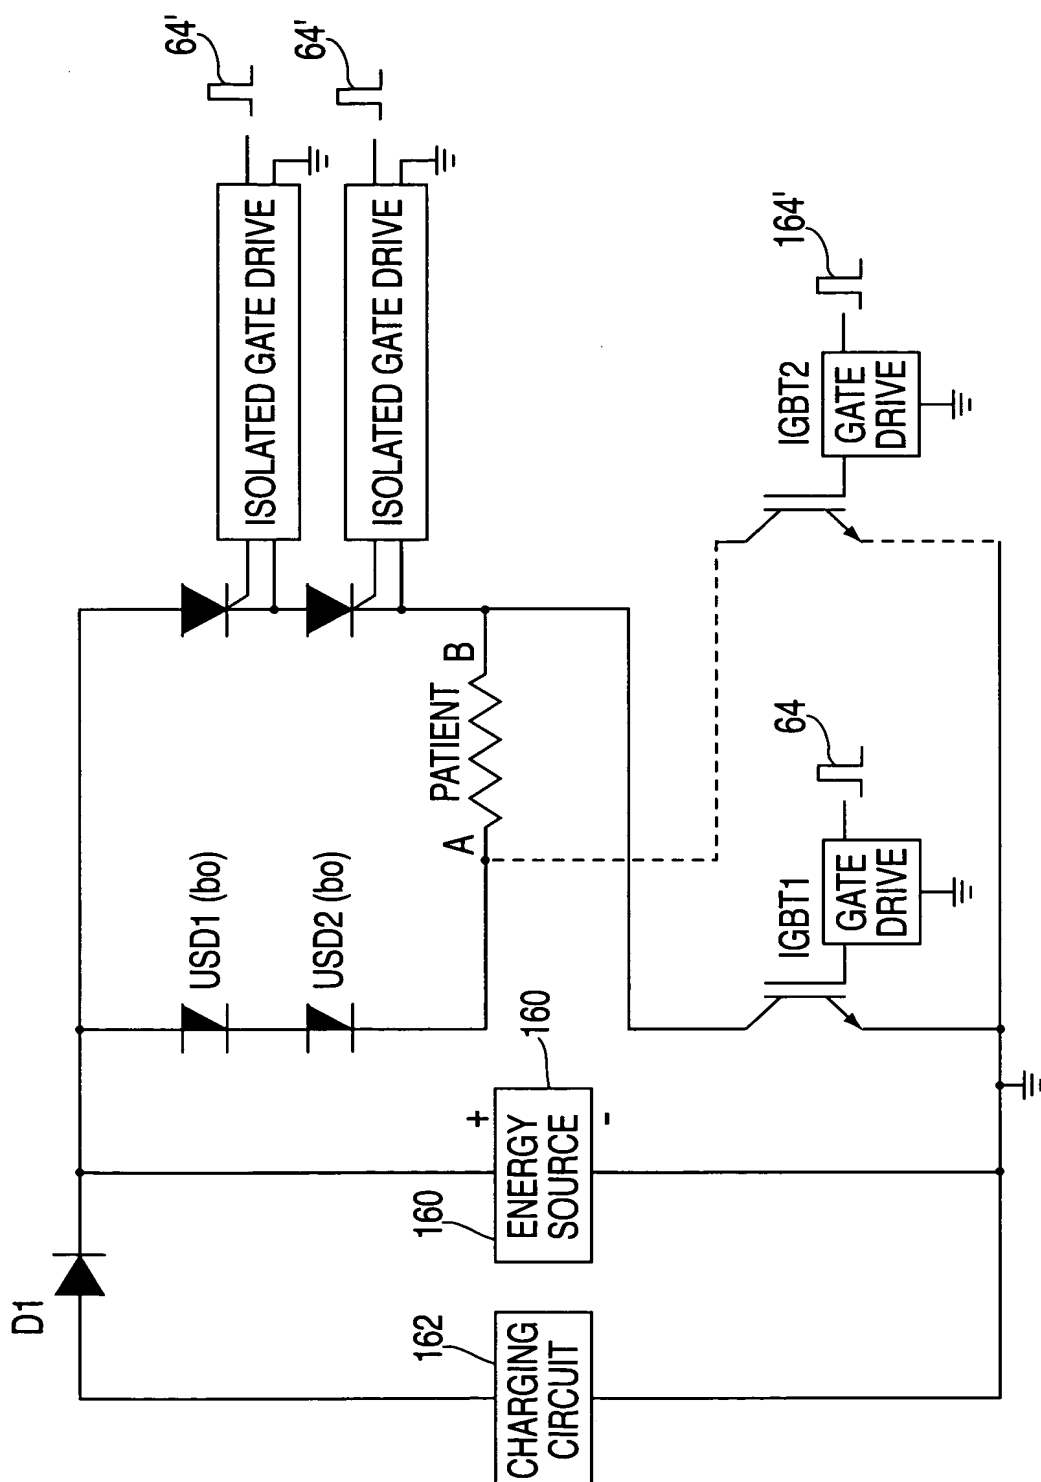 64'
64'
ISOLATED GATE DRIVE
ISOLATED GATE DRIVE
164'
IGBT2
GATE
DRIVE
B
PATIENT
A
64
IGBT1
GATE
DRIVE
USD1 (bo)
USD2 (bo)
160
+
-
ENERGY
SOURCE
160
D1
162
CHARGING
CIRCUIT